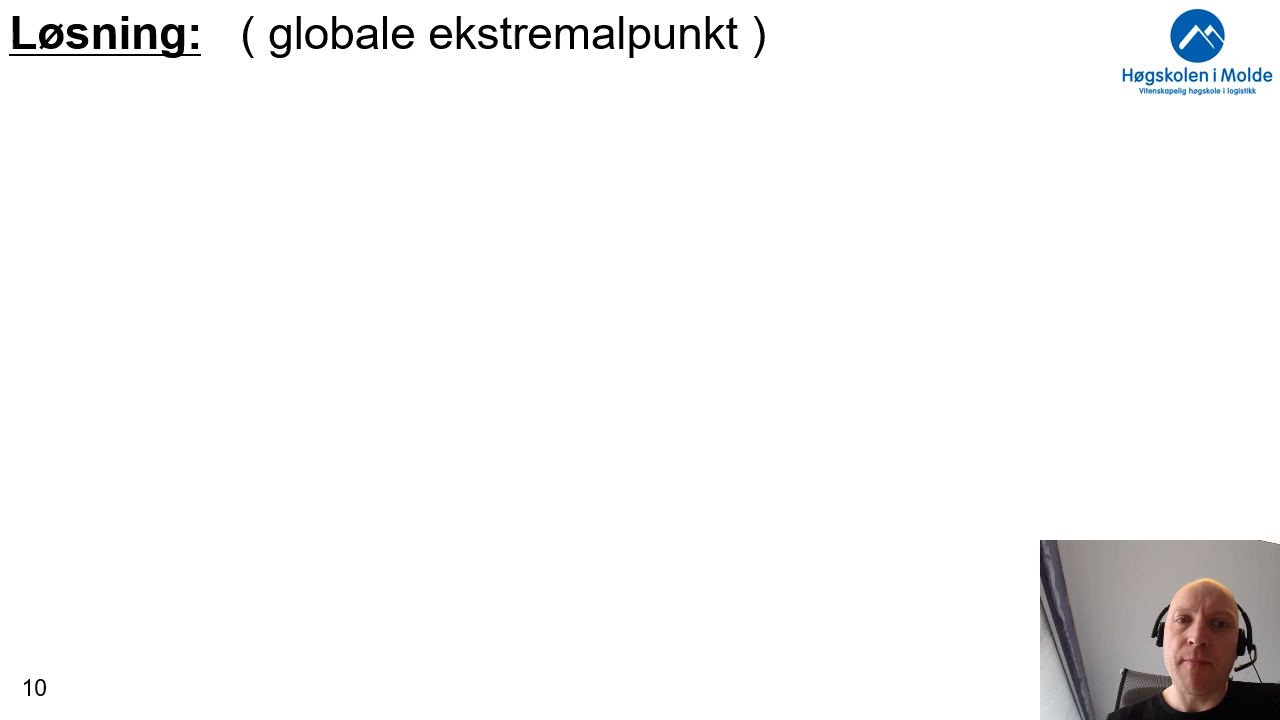 Løsning: ( globale ekstremalpunkt )
Høgskolen i Molde
Vitenskapelig høgskole i logistikk
10